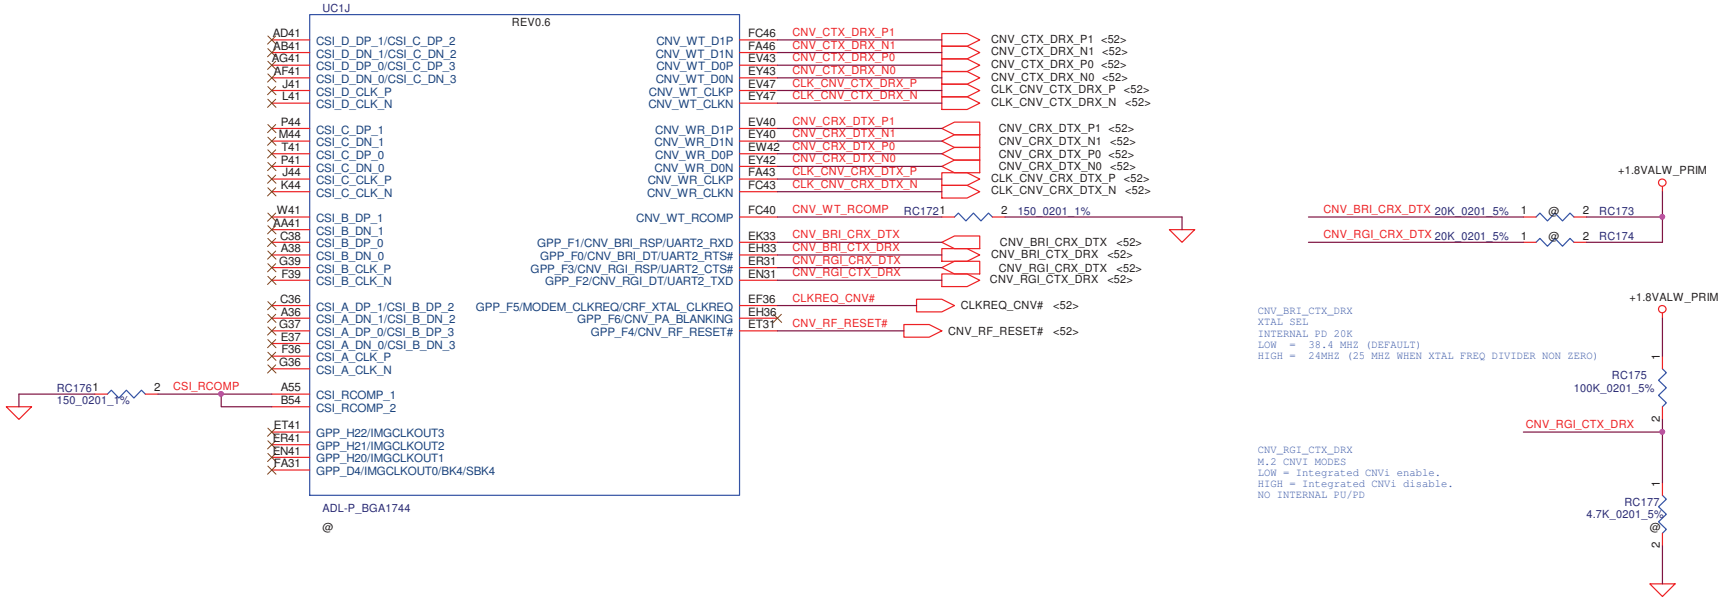 UC1J
REV0.6
AD41 CSI_D_DP_1/CSI_C_DP_2
AB41 CSI_D_DN_1/CSI_C_DN_2
AG41 CSI_D_DP_0/CSI_C_DP_3
AF41 CSI_D_DN_0/CSI_C_DN_3
J41 CSI_D_CLK_P
L41 CSI_D_CLK_N
P44 CSI_C_DP_1
M44 CSI_C_DN_1
T41 CSI_C_DP_0
P41 CSI_C_DN_0
J44 CSI_C_CLK_P
K44 CSI_C_CLK_N
W41 CSI_B_DP_1
AA41 CSI_B_DN_1
C38 CSI_B_DP_0
A38 CSI_B_DN_0
G39 CSI_B_CLK_P
F39 CSI_B_CLK_N
C36 CSI_A_DP_1/CSI_B_DP_2
A36 CSI_A_DN_1/CSI_B_DN_2
G37 CSI_A_DP_0/CSI_B_DP_3
E37 CSI_A_DN_0/CSI_B_DN_3
F36 CSI_A_CLK_P
G36 CSI_A_CLK_N
RC176 1 2 CSI_RCOMP A55 CSI_RCOMP_1
150_0201_1%
B54 CSI_RCOMP_2
ET41 GPP_H22/IMGCLKOUT3
ER41 GPP_H21/IMGCLKOUT2
EN41 GPP_H20/IMGCLKOUT1
FA31 GPP_D4/IMGCLKOUT0/BK4/SBK4
CNV_WT_D1P FC46 CNV_CTX_DRX_P1 CNV_CTX_DRX_P1 <52>
CNV_WT_D1N FA46 CNV_CTX_DRX_N1 CNV_CTX_DRX_N1 <52>
CNV_WT_D0P EV43 CNV_CTX_DRX_P0 CNV_CTX_DRX_P0 <52>
CNV_WT_D0N EY43 CNV_CTX_DRX_N0 CNV_CTX_DRX_N0 <52>
CNV_WT_CLKP EV47 CLK_CNV_CTX_DRX_P CLK_CNV_CTX_DRX_P <52>
CNV_WT_CLKN EY47 CLK_CNV_CTX_DRX_N CLK_CNV_CTX_DRX_N <52>
CNV_WR_D1P EV40 CNV_CRX_DTX_P1 CNV_CRX_DTX_P1 <52>
CNV_WR_D1N EY40 CNV_CRX_DTX_N1 CNV_CRX_DTX_N1 <52>
CNV_WR_D0P EW42 CNV_CRX_DTX_P0 CNV_CRX_DTX_P0 <52>
CNV_WR_D0N EY42 CNV_CRX_DTX_N0 CNV_CRX_DTX_N0 <52>
CNV_WR_CLKP FA43 CLK_CNV_CRX_DTX_P CLK_CNV_CRX_DTX_P <52>
CNV_WR_CLKN FC43 CLK_CNV_CRX_DTX_N CLK_CNV_CRX_DTX_N <52>
CNV_WT_RCOMP FC40 CNV_WT_RCOMP RC172 1 2 150_0201_1%
GPP_F1/CNV_BRI_RSP/UART2_RXD EK33 CNV_BRI_CRX_DTX CNV_BRI_CRX_DTX <52>
GPP_F0/CNV_BRI_DT/UART2_RTS# EH33 CNV_BRI_CTX_DRX CNV_BRI_CTX_DRX <52>
GPP_F3/CNV_RGI_RSP/UART2_CTS# ER31 CNV_RGI_CRX_DTX CNV_RGI_CRX_DTX <52>
GPP_F2/CNV_RGI_DT/UART2_TXD EN31 CNV_RGI_CTX_DRX CNV_RGI_CTX_DRX <52>
GPP_F5/MODEM_CLKREQ/CRF_XTAL_CLKREQ EF36 CLKREQ_CNV# CLKREQ_CNV# <52>
GPP_F6/CNV_PA_BLANKING EH36
GPP_F4/CNV_RF_RESET# ET31 CNV_RF_RESET# CNV_RF_RESET# <52>
ADL-P_BGA1744
@
+1.8VALW_PRIM
CNV_BRI_CRX_DTX 20K_0201_5% 1 @ 2 RC173
CNV_RGI_CRX_DTX 20K_0201_5% 1 @ 2 RC174
CNV_BRI_CTX_DRX
XTAL SEL
INTERNAL PD 20K
LOW = 38.4 MHZ (DEFAULT)
HIGH = 24MHZ (25 MHZ WHEN XTAL FREQ DIVIDER NON ZERO)
+1.8VALW_PRIM
1
RC175
100K_0201_5%
2
CNV_RGI_CTX_DRX
CNV_RGI_CTX_DRX
M.2 CNVI MODES
LOW = Integrated CNVi enable.
HIGH = Integrated CNVi disable.
NO INTERNAL PU/PD
1
RC177
4.7K_0201_5%
@
2